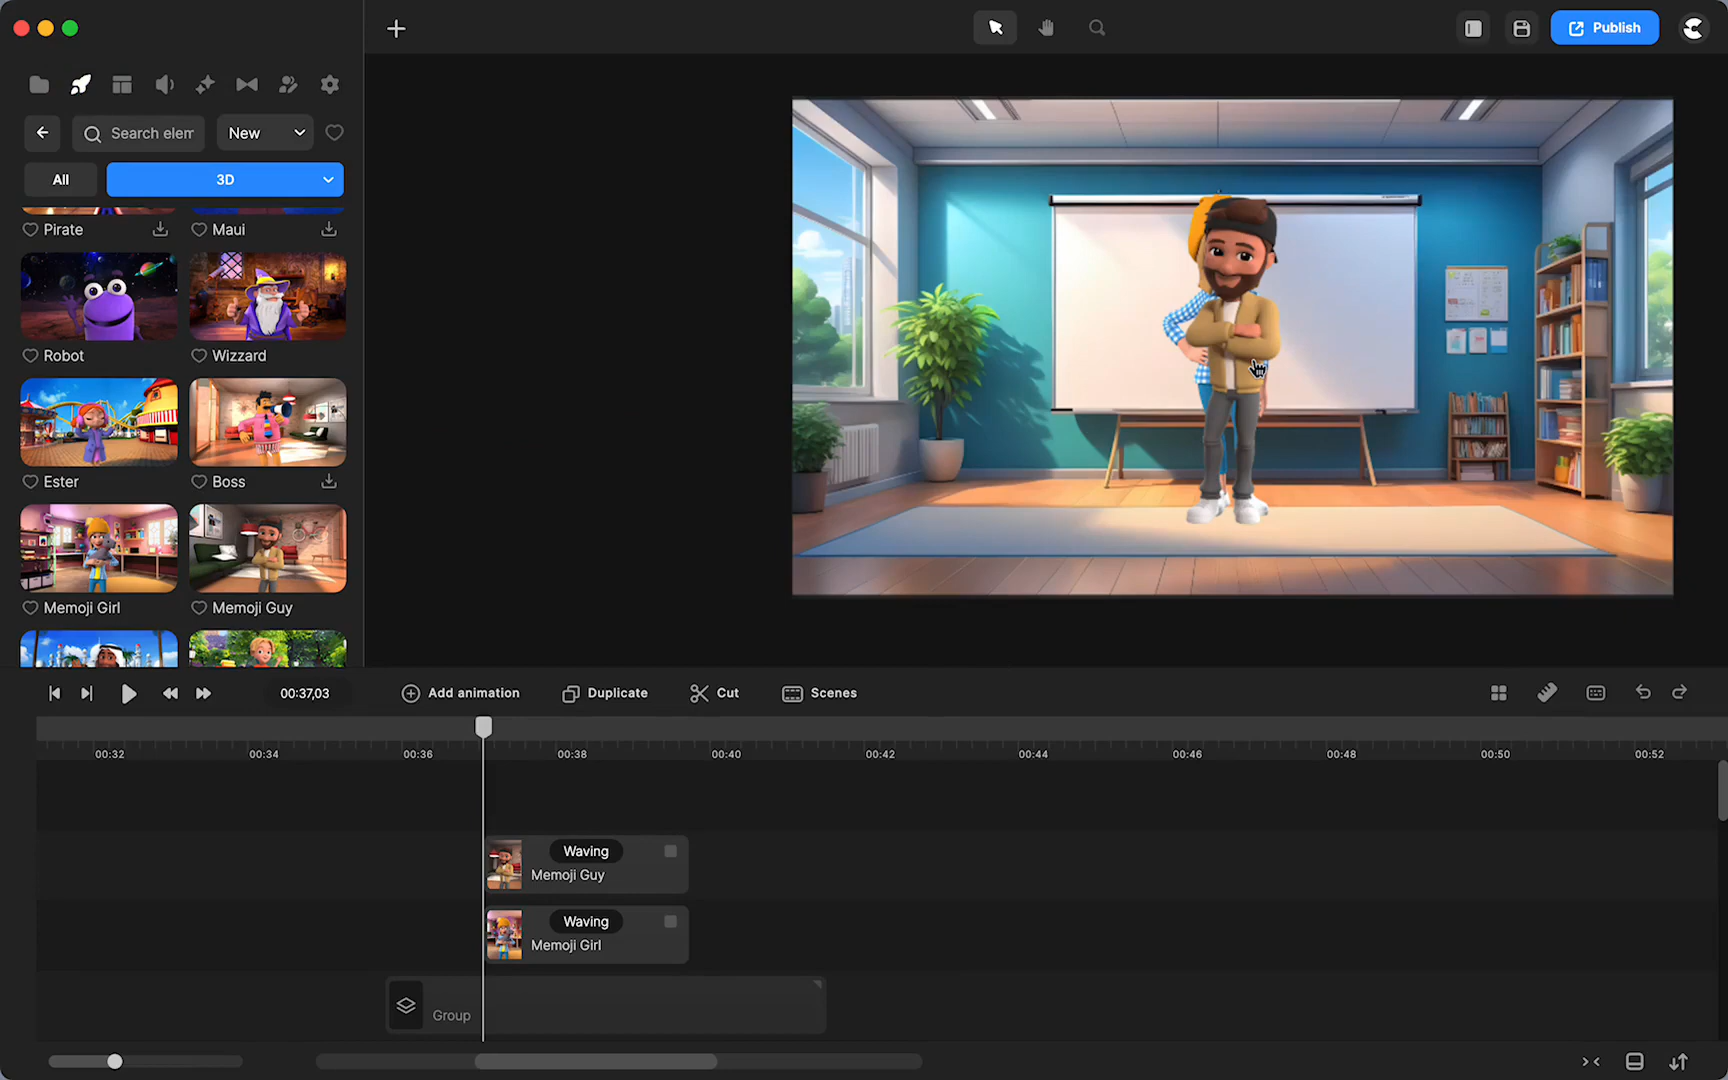 Publish
Search elem
New
All
3D
Pirate
Maui
Robot
Wizzard
Ester
Boss
Memoji Girl
Memoji Guy
00:37,03
Add animation
Duplicate
Cut
Scenes
00:32
00:34
00:36
00:38
00:40
00:42
00:44
00:46
00:48
00:50
00:52
Waving
Memoji Guy
Waving
Memoji Girl
Group